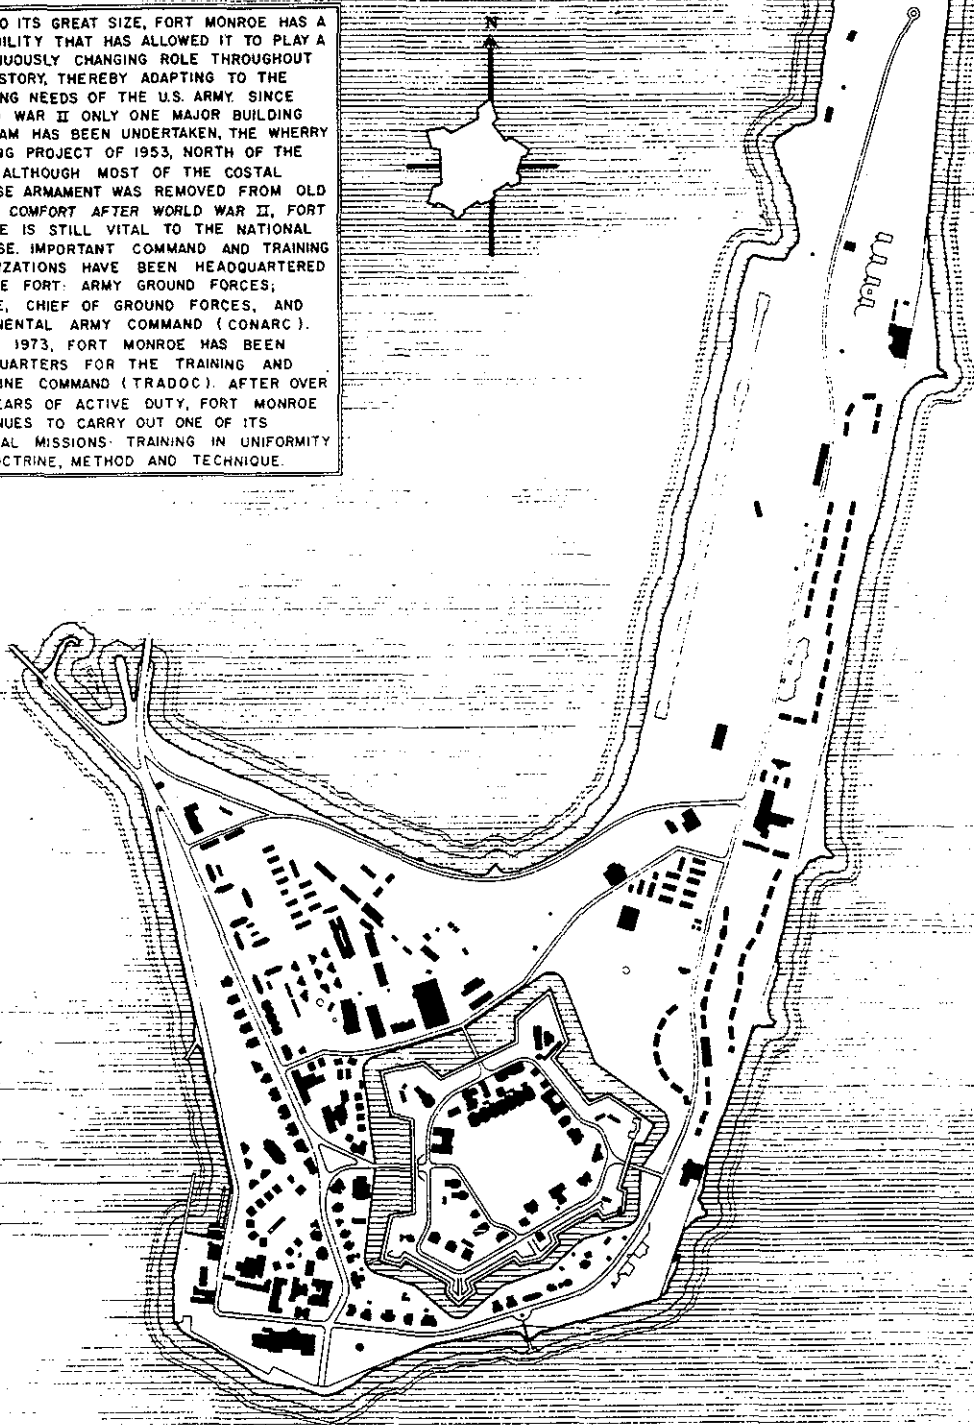 O ITS GREAT SIZE, FORT MONROE HAS A
ILITY THAT HAS ALLOWED IT TO PLAY A
UOUSLY CHANGING ROLE THROUGHOUT
STORY, THEREBY ADAPTING TO THE
NG NEEDS OF THE U.S. ARMY. SINCE
WAR II ONLY ONE MAJOR BUILDING
AM HAS BEEN UNDERTAKEN, THE WHERRY
G PROJECT OF 1953, NORTH OF THE
ALTHOUGH MOST OF THE COSTAL
SE ARMAMENT WAS REMOVED FROM OLD
COMFORT AFTER WORLD WAR II, FORT
E IS STILL VITAL TO THE NATIONAL
SE. IMPORTANT COMMAND AND TRAINING
ZATIONS HAVE BEEN HEADQUARTERED
E FORT: ARMY GROUND FORCES;
E, CHIEF OF GROUND FORCES, AND
NENTAL ARMY COMMAND (CONARC).
1973, FORT MONROE HAS BEEN
UARTERS FOR THE TRAINING AND
INE COMMAND (TRADOC). AFTER OVER
EARS OF ACTIVE DUTY, FORT MONROE
NUES TO CARRY OUT ONE OF ITS
AL MISSIONS: TRAINING IN UNIFORMITY
CTRINE, METHOD AND TECHNIQUE.
N